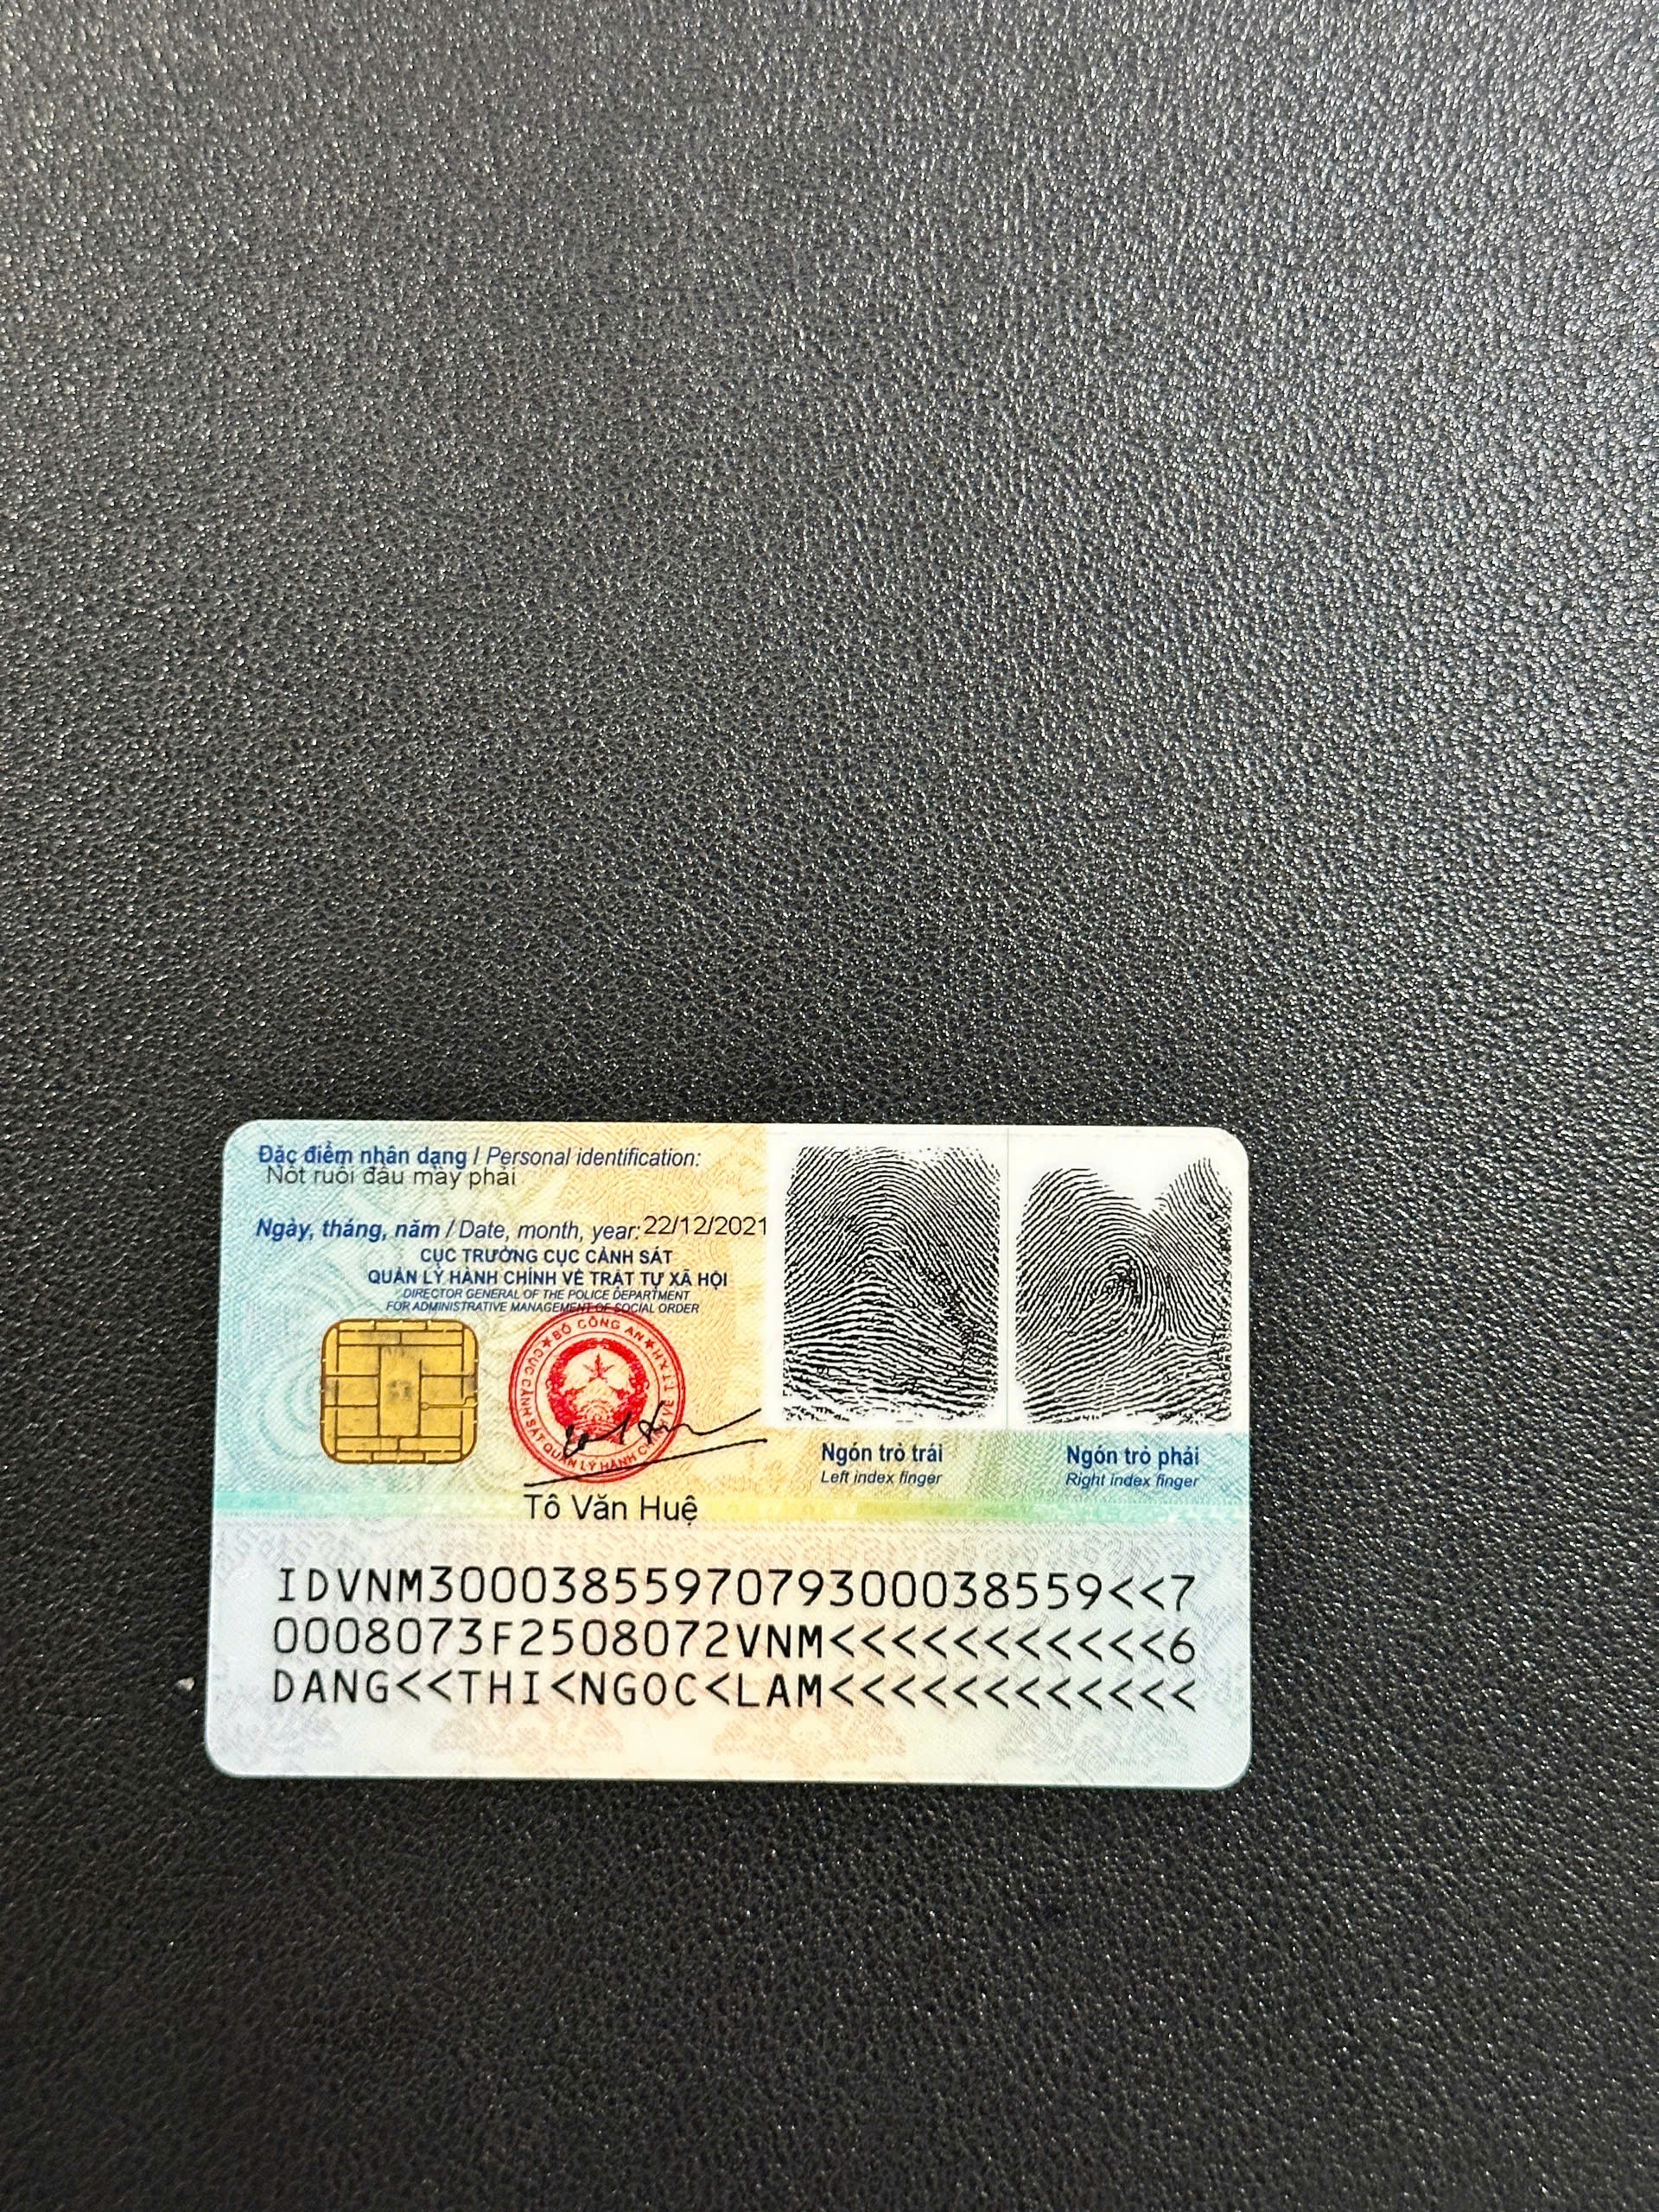 Đặc điểm nhân dạng / Personal identification:
Nốt ruồi đầu mày phải
Ngày, tháng, năm / Date, month, year: 22/12/2021
CỤC TRƯỞNG CỤC CẢNH SÁT
QUẢN LÝ HÀNH CHÍNH VỀ TRẬT TỰ XÃ HỘI
DIRECTOR GENERAL OF THE POLICE DEPARTMENT
FOR ADMINISTRATIVE MANAGEMENT OF SOCIAL ORDER
BỘ CÔNG AN
CỤC CẢNH SÁT QUẢN LÝ HÀNH CHÍNH VỀ TTXH
Tô Văn Huệ
Ngón trỏ trái
Left index finger
Ngón trỏ phải
Right index finger
IDVNM3000385597079300038559<<7
0008073F2508072VNM<<<<<<<<<<<6
DANG<<THI<NGOC<LAM<<<<<<<<<<<<